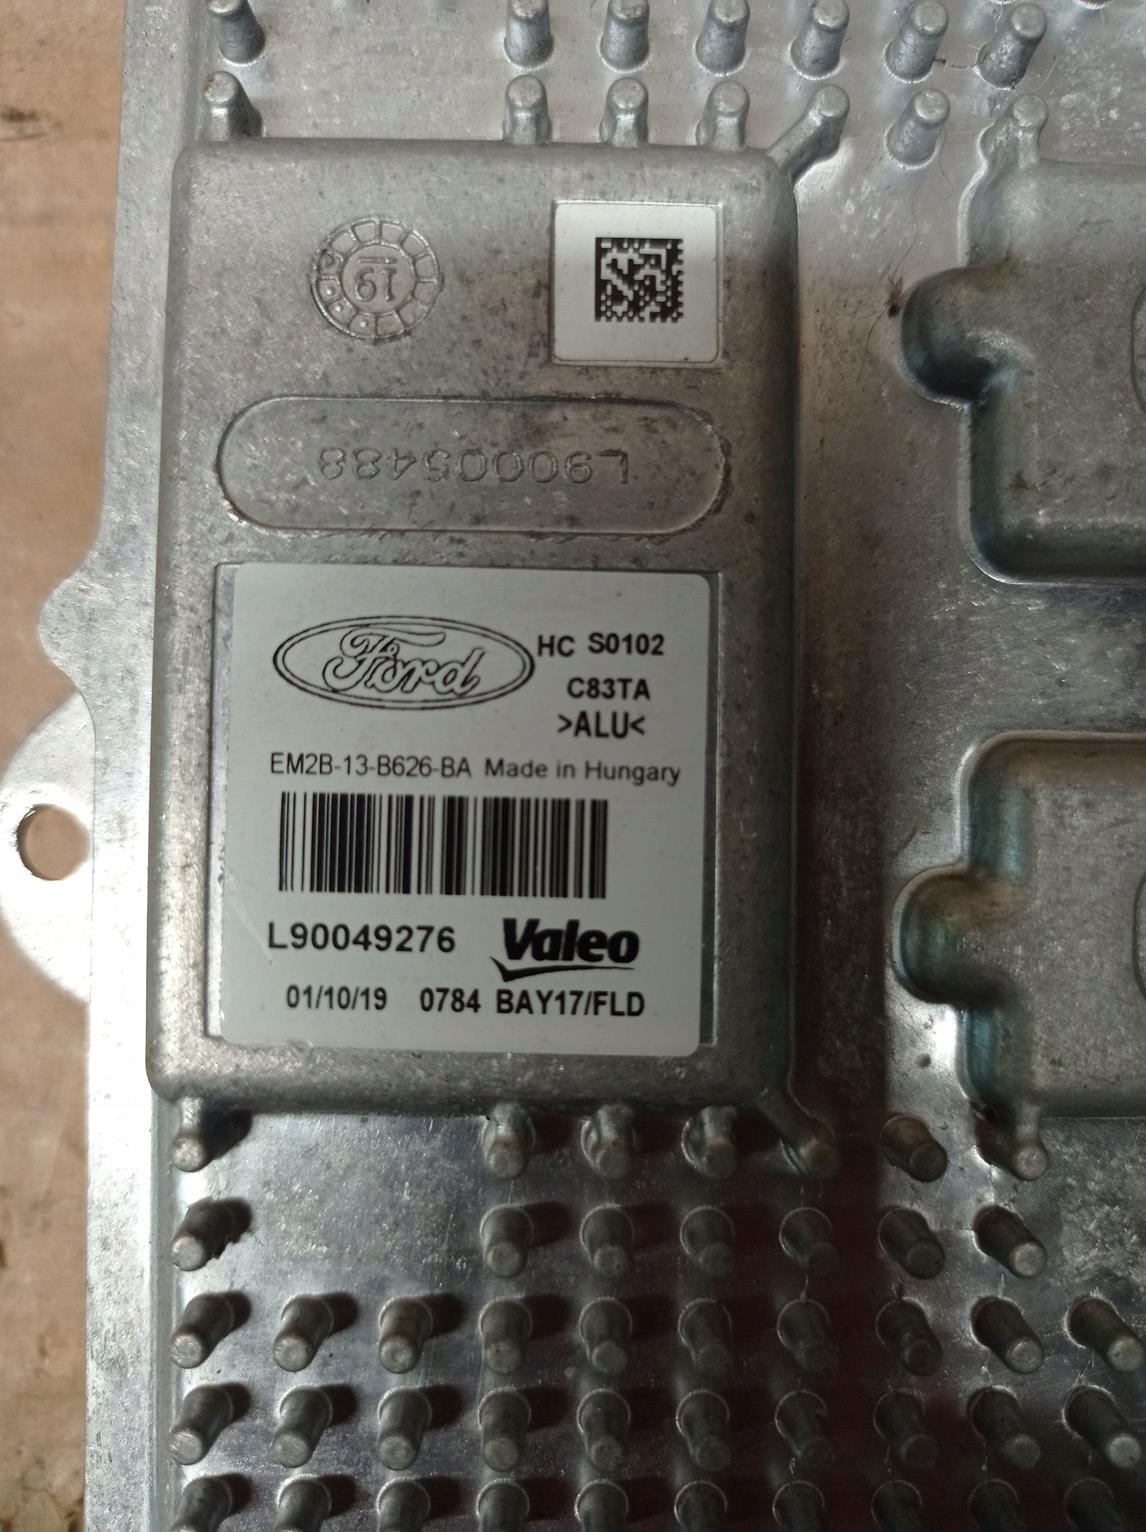 19
L90005488
Ford HC S0102
C83TA
>ALU<
EM2B-13-B626-BA Made in Hungary
L90049276 Valeo
01/10/19 0784 BAY17/FLD